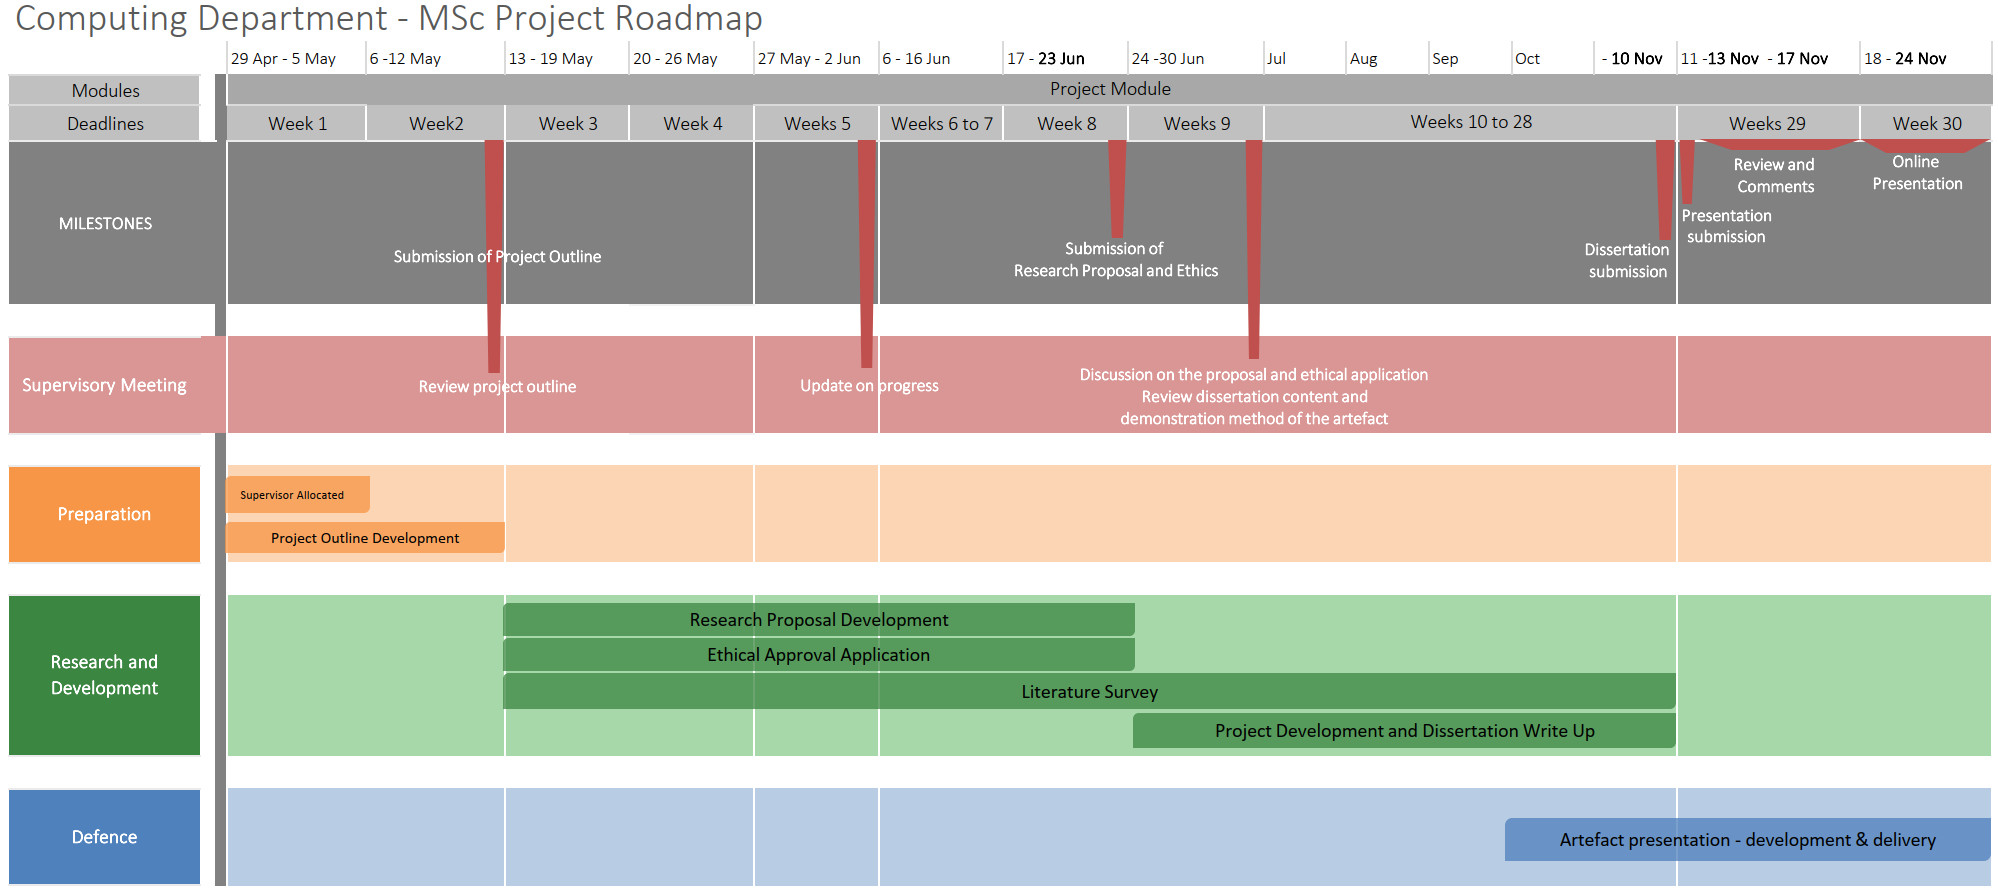 Computing Department - MSc Project Roadmap
29 Apr - 5 May
6 -12 May
13 - 19 May
20 - 26 May
27 May - 2 Jun
6 - 16 Jun
17 - 23 Jun
24 -30 Jun
Jul
Aug
Sep
Oct
- 10 Nov
11 -13 Nov - 17 Nov
18 - 24 Nov
Modules
Project Module
Deadlines
Week 1
Week2
Week 3
Week 4
Weeks 5
Weeks 6 to 7
Week 8
Weeks 9
Weeks 10 to 28
Weeks 29
Week 30
MILESTONES
Submission of Project Outline
Submission of
Research Proposal and Ethics
Dissertation
submission
Presentation
submission
Review and
Comments
Online
Presentation
Supervisory Meeting
Review project outline
Update on progress
Discussion on the proposal and ethical application
Review dissertation content and
demonstration method of the artefact
Preparation
Supervisor Allocated
Project Outline Development
Research and
Development
Research Proposal Development
Ethical Approval Application
Literature Survey
Project Development and Dissertation Write Up
Defence
Artefact presentation - development & delivery